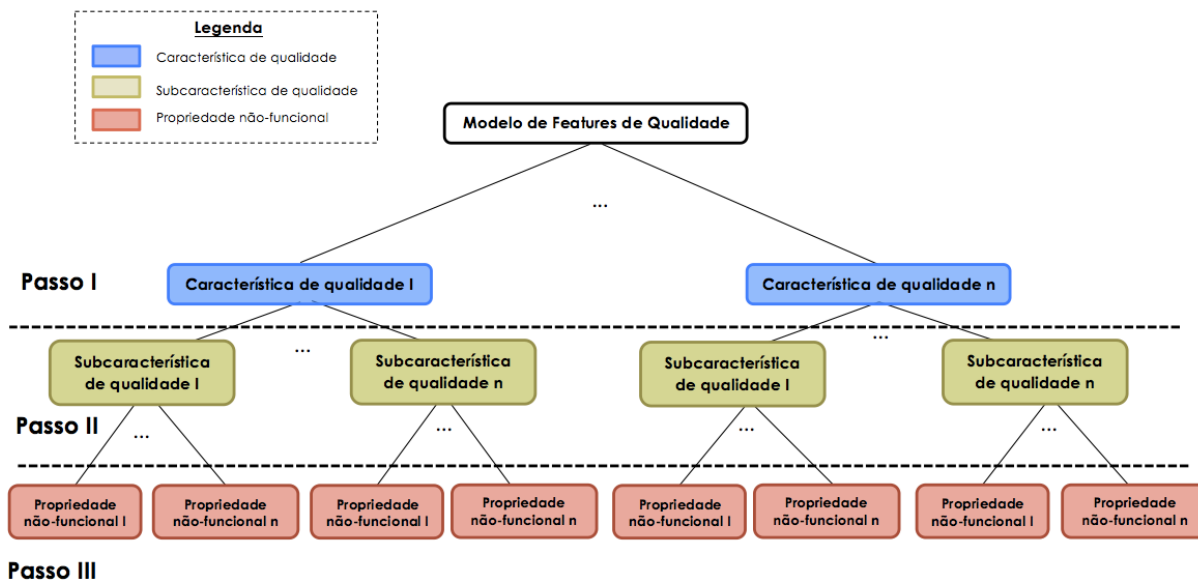 Legenda
Característica de qualidade
Subcaracterística de qualidade
Propriedade não-funcional
Modelo de Features de Qualidade
...
Passo I
Característica de qualidade I
Característica de qualidade n
...
...
Subcaracterística
de qualidade I
Subcaracterística
de qualidade n
Subcaracterística
de qualidade I
Subcaracterística
de qualidade n
Passo II
...
...
...
...
Propriedade
não-funcional I
Propriedade
não-funcional n
Propriedade
não-funcional I
Propriedade
não-funcional n
Propriedade
não-funcional I
Propriedade
não-funcional n
Propriedade
não-funcional I
Propriedade
não-funcional n
Passo III